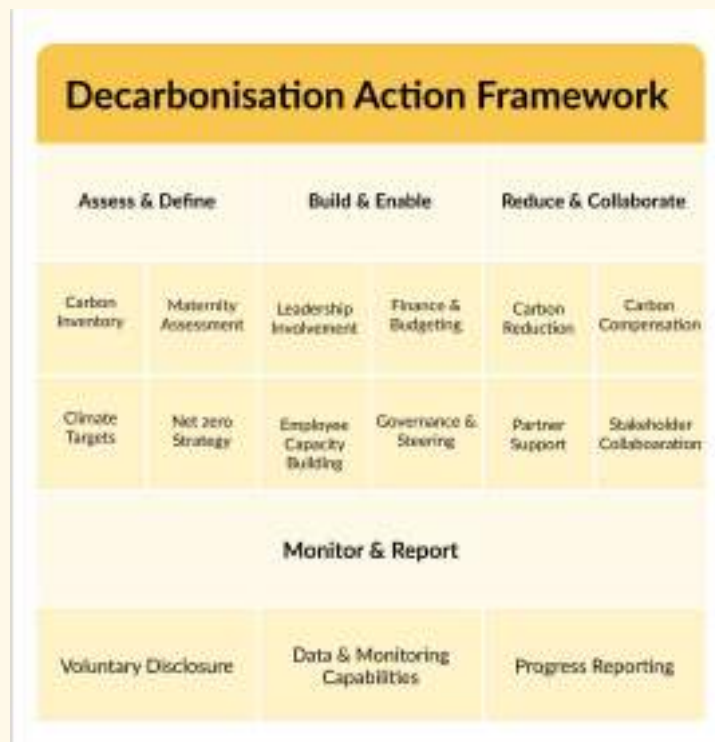 Decarbonisation Action Framework
Assess & Define
Build & Enable
Reduce & Collaborate
Carbon
Inventory
Maternity
Assessment
Leadership
Involvement
Finance &
Budgeting
Carbon
Reduction
Carbon
Compensation
Climate
Targets
Net zero
Strategy
Employee
Capacity
Building
Governance &
Steering
Partner
Support
Stakeholder
Collaboaration
Monitor & Report
Voluntary Disclosure
Data & Monitoring
Capabilities
Progress Reporting